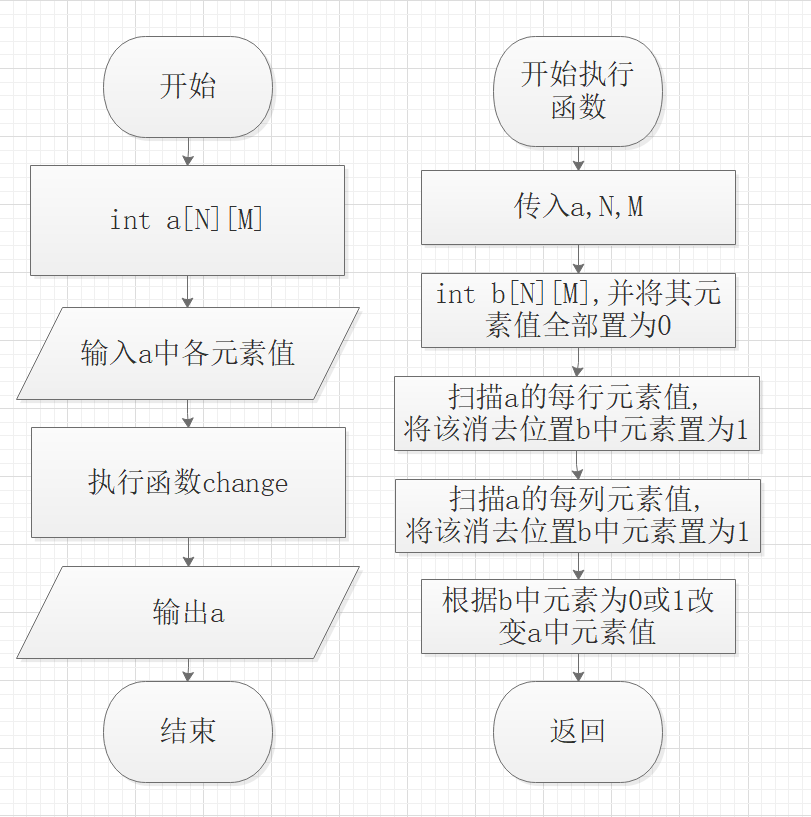 开始
int a[N][M]
输入a中各元素值
执行函数change
输出a
结束
开始执行
函数
传入a,N,M
int b[N][M],并将其元
素值全部置为0
扫描a的每行元素值,
将该消去位置b中元素置为1
扫描a的每列元素值,
将该消去位置b中元素置为1
根据b中元素为0或1改
变a中元素值
返回